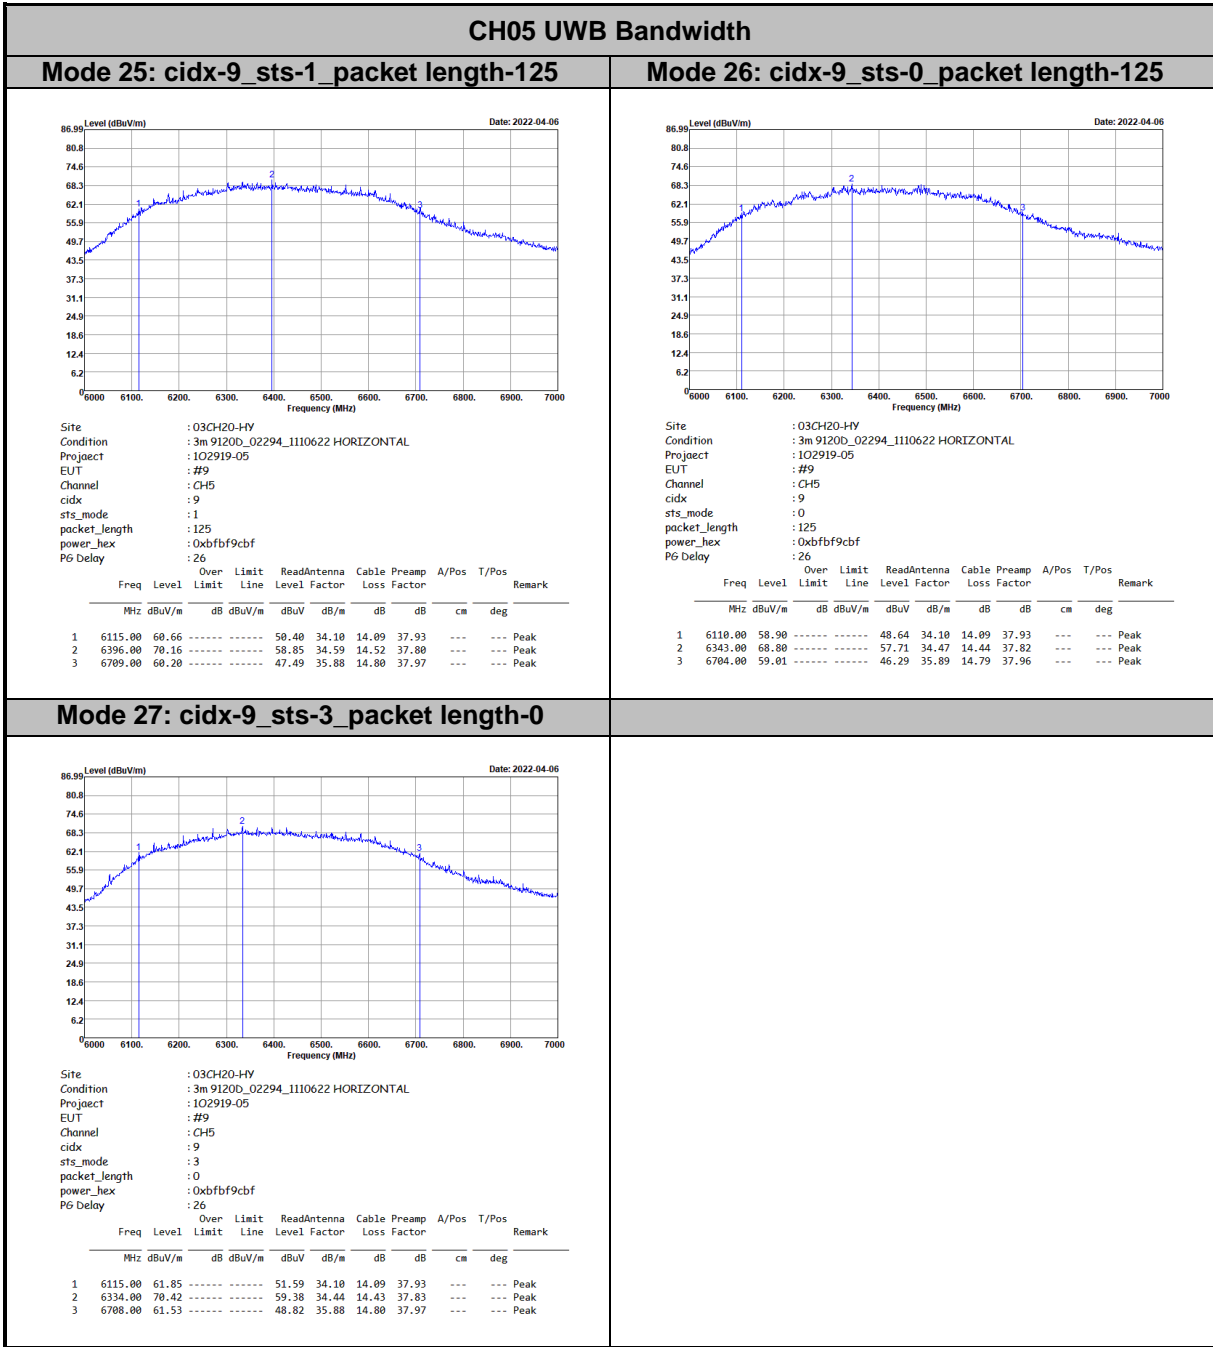 CH05 UWB Bandwidth
Mode 25: cidx-9_sts-1_packet length-125
Mode 26: cidx-9_sts-0_packet length-125
Level (dBuV/m) Date: 2022-04-06
86.99
80.8
74.6
68.3
62.1
55.9
49.7
43.5
37.3
31.1
24.9
18.6
12.4
6.2
0
1 2 3
6000 6100. 6200. 6300. 6400. 6500. 6600. 6700. 6800. 6900. 7000
Frequency (MHz)
Site : 03CH20-HY
Condition : 3m 9120D_02294_1110622 HORIZONTAL
Projaect : 102919-05
EUT : #9
Channel : CH5
cidx : 9
sts_mode : 1
packet_length : 125
power_hex : 0xbfbf9cbf
PG Delay : 26
Over Limit ReadAntenna Cable Preamp A/Pos T/Pos
Freq Level Limit Line Level Factor Loss Factor Remark
MHz dBuV/m dB dBuV/m dBuV dB/m dB dB cm deg
1 6115.00 60.66 ------ ------ 50.40 34.10 14.09 37.93 --- --- Peak
2 6396.00 70.16 ------ ------ 58.85 34.59 14.52 37.80 --- --- Peak
3 6709.00 60.20 ------ ------ 47.49 35.88 14.80 37.97 --- --- Peak
Level (dBuV/m) Date: 2022-04-06
86.99
80.8
74.6
68.3
62.1
55.9
49.7
43.5
37.3
31.1
24.9
18.6
12.4
6.2
0
1 2 3
6000 6100. 6200. 6300. 6400. 6500. 6600. 6700. 6800. 6900. 7000
Frequency (MHz)
Site : 03CH20-HY
Condition : 3m 9120D_02294_1110622 HORIZONTAL
Projaect : 102919-05
EUT : #9
Channel : CH5
cidx : 9
sts_mode : 0
packet_length : 125
power_hex : 0xbfbf9cbf
PG Delay : 26
Over Limit ReadAntenna Cable Preamp A/Pos T/Pos
Freq Level Limit Line Level Factor Loss Factor Remark
MHz dBuV/m dB dBuV/m dBuV dB/m dB dB cm deg
1 6110.00 58.90 ------ ------ 48.64 34.10 14.09 37.93 --- --- Peak
2 6343.00 68.80 ------ ------ 57.71 34.47 14.44 37.82 --- --- Peak
3 6704.00 59.01 ------ ------ 46.29 35.89 14.79 37.96 --- --- Peak
Mode 27: cidx-9_sts-3_packet length-0
Level (dBuV/m) Date: 2022-04-06
86.99
80.8
74.6
68.3
62.1
55.9
49.7
43.5
37.3
31.1
24.9
18.6
12.4
6.2
0
1 2 3
6000 6100. 6200. 6300. 6400. 6500. 6600. 6700. 6800. 6900. 7000
Frequency (MHz)
Site : 03CH20-HY
Condition : 3m 9120D_02294_1110622 HORIZONTAL
Projaect : 102919-05
EUT : #9
Channel : CH5
cidx : 9
sts_mode : 3
packet_length : 0
power_hex : 0xbfbf9cbf
PG Delay : 26
Over Limit ReadAntenna Cable Preamp A/Pos T/Pos
Freq Level Limit Line Level Factor Loss Factor Remark
MHz dBuV/m dB dBuV/m dBuV dB/m dB dB cm deg
1 6115.00 61.85 ------ ------ 51.59 34.10 14.09 37.93 --- --- Peak
2 6334.00 70.42 ------ ------ 59.38 34.44 14.43 37.83 --- --- Peak
3 6708.00 61.53 ------ ------ 48.82 35.88 14.80 37.97 --- --- Peak